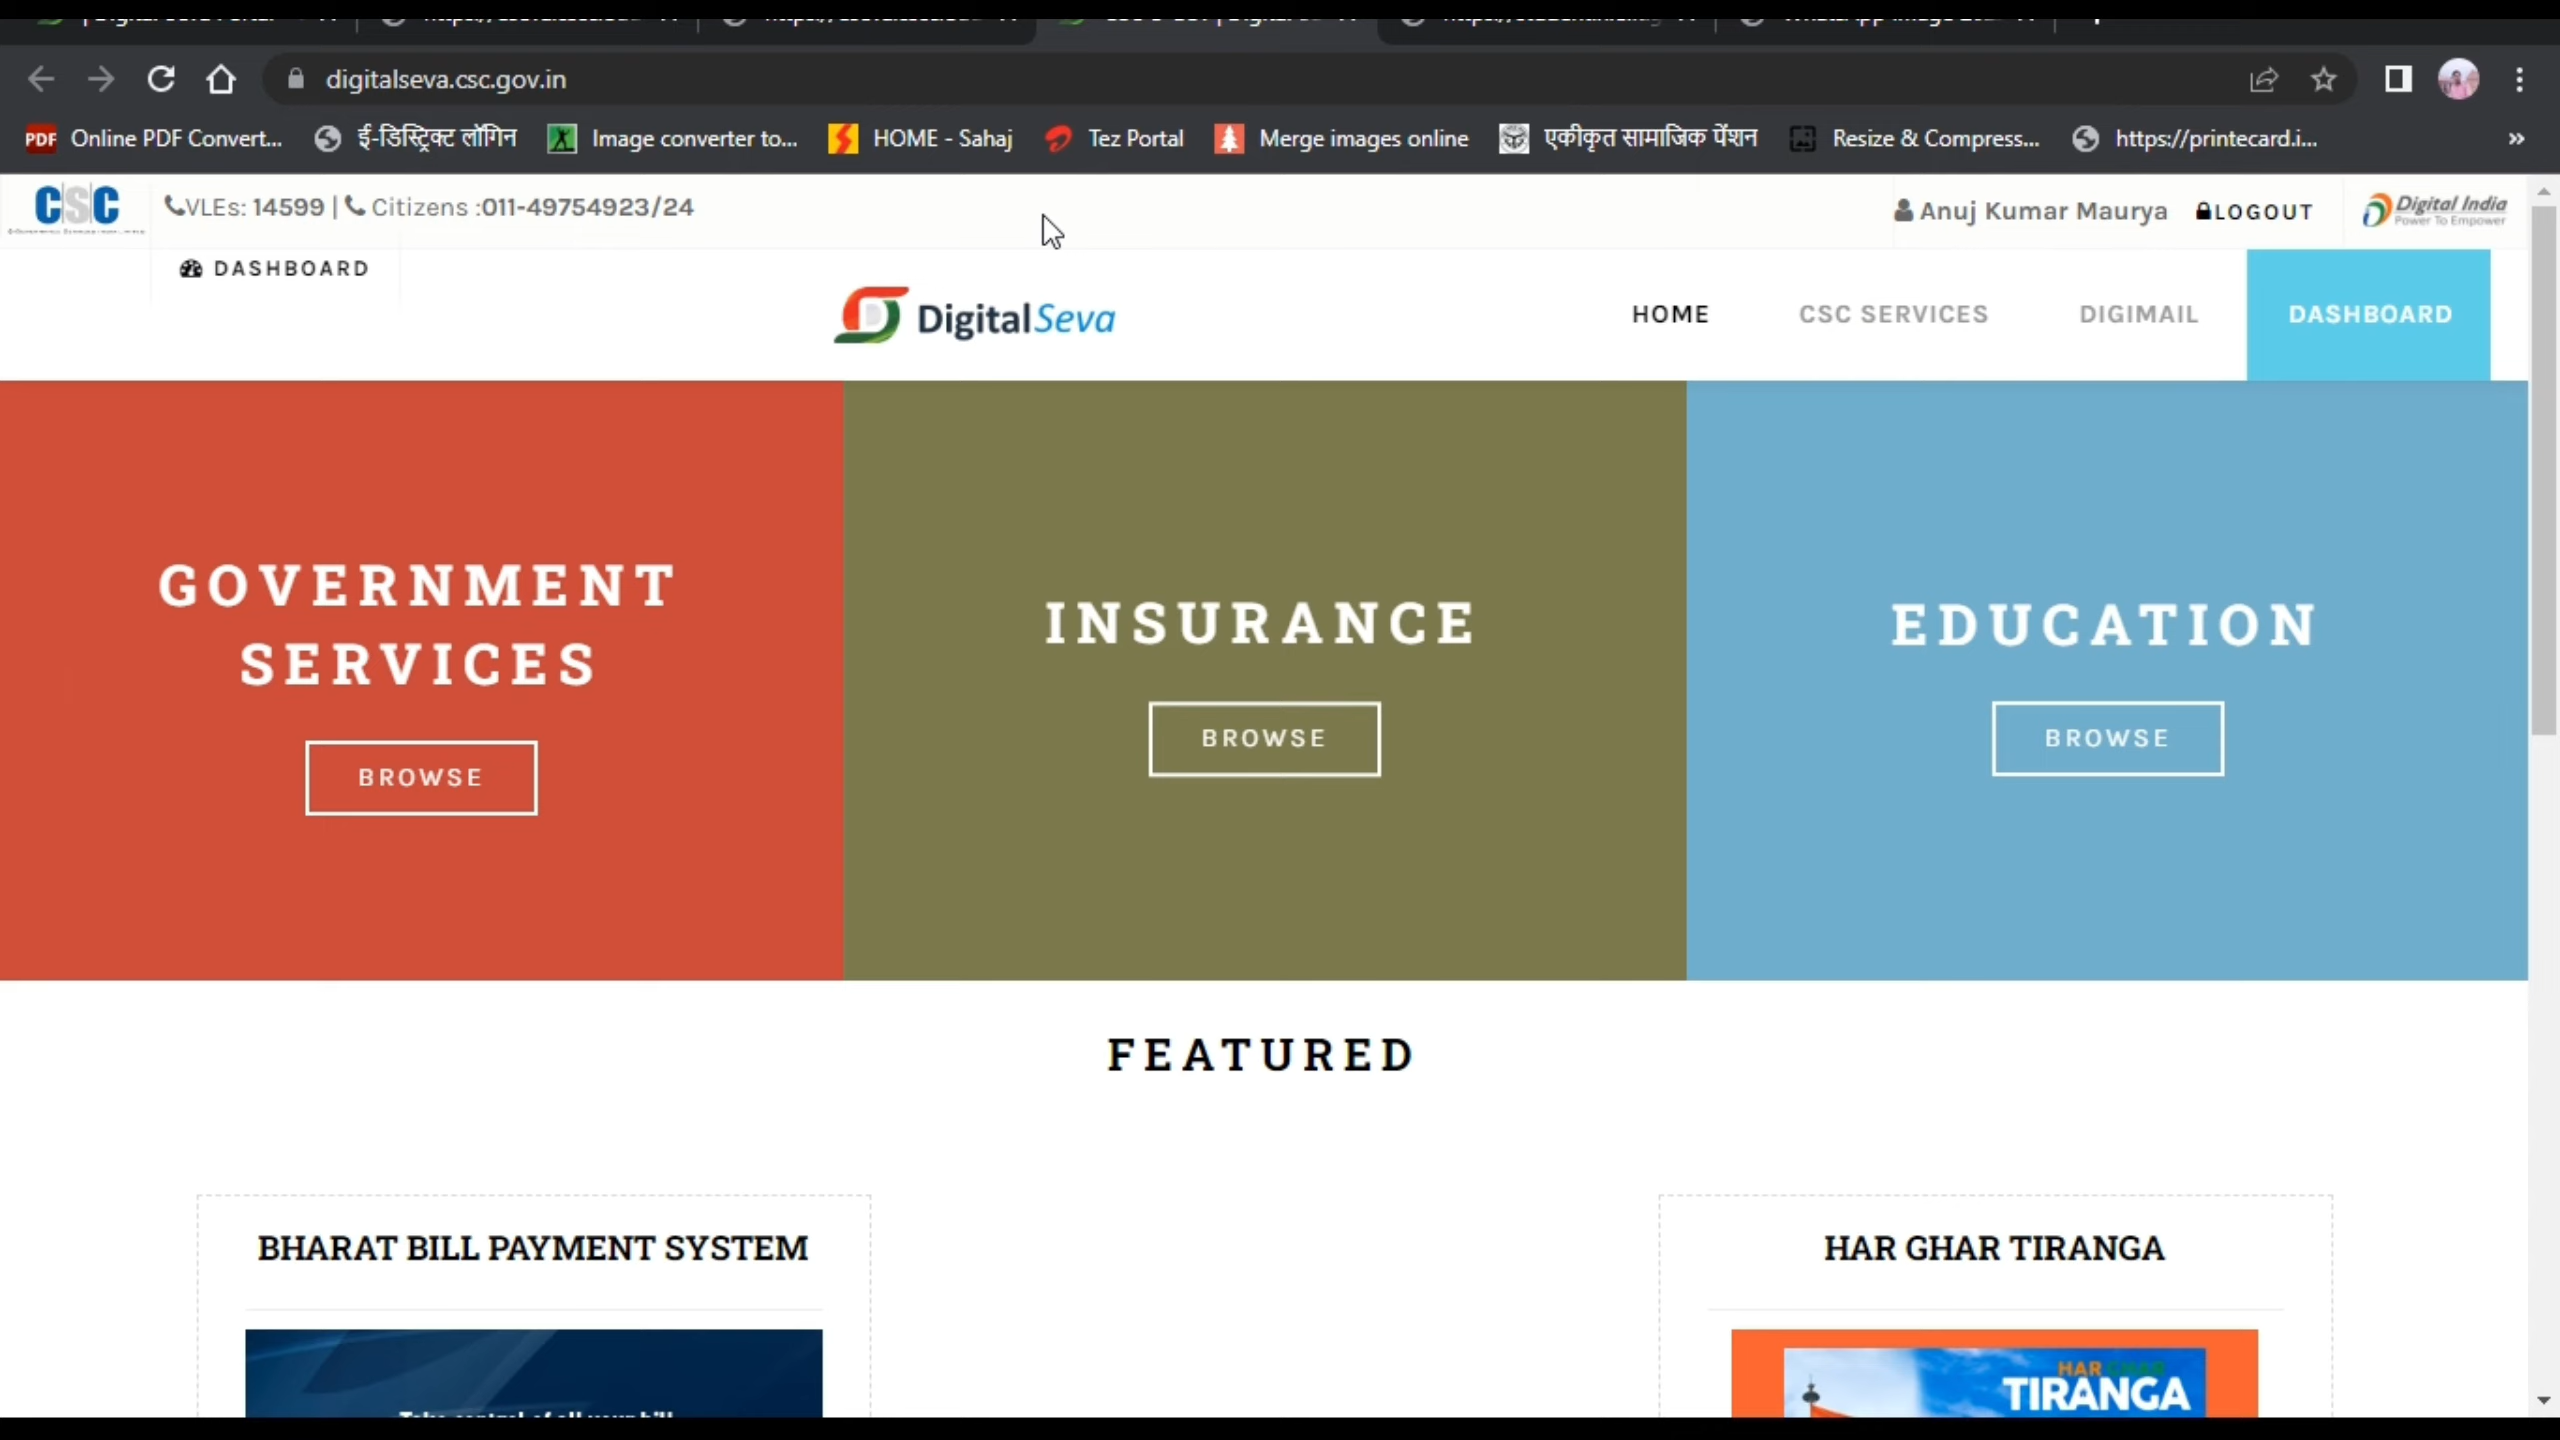 digitalseva.csc.gov.in
PDF Online PDF Convert... ई-डिस्ट्रिक्ट लॉगिन Image converter to... HOME - Sahaj Tez Portal Merge images online एकीकृत सामाजिक पेंशन Resize & Compress... https://printecard.i... »
CSC VLEs: 14599 | Citizens :011-49754923/24 Anuj Kumar Maurya LOGOUT Digital India
Power To Empower
DASHBOARD
DigitalSeva HOME CSC SERVICES DIGIMAIL DASHBOARD
GOVERNMENT
SERVICES
BROWSE
INSURANCE
BROWSE
EDUCATION
BROWSE
FEATURED
BHARAT BILL PAYMENT SYSTEM
HAR GHAR TIRANGA
HAR GHAR
TIRANGA